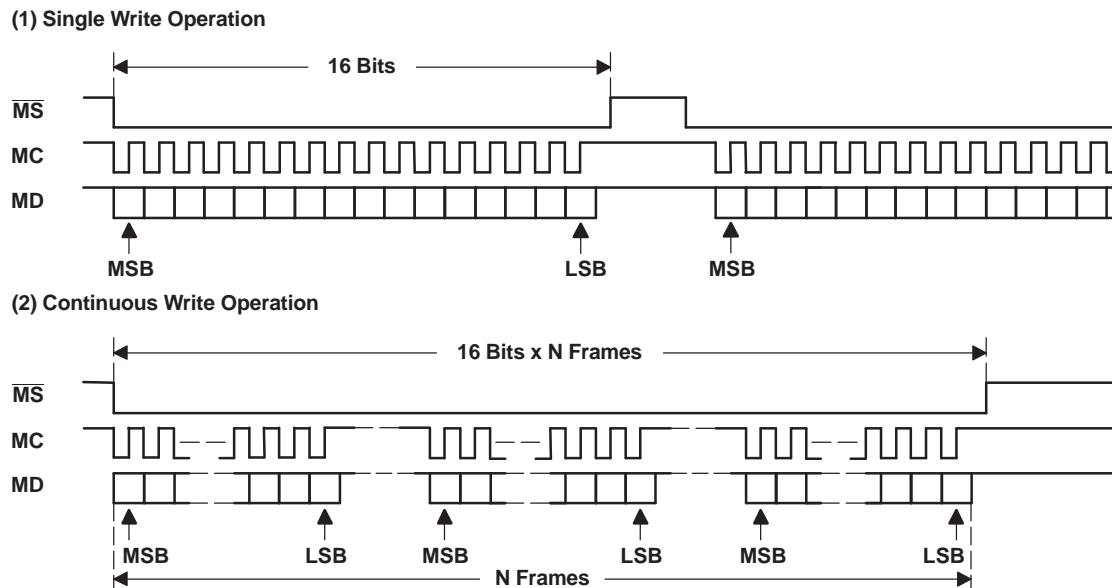 (1) Single Write Operation
16 Bits
MS
MC
MD
MSB LSB MSB
(2) Continuous Write Operation
16 Bits x N Frames
MS
MC
MD
MSB LSB MSB LSB MSB LSB
N Frames